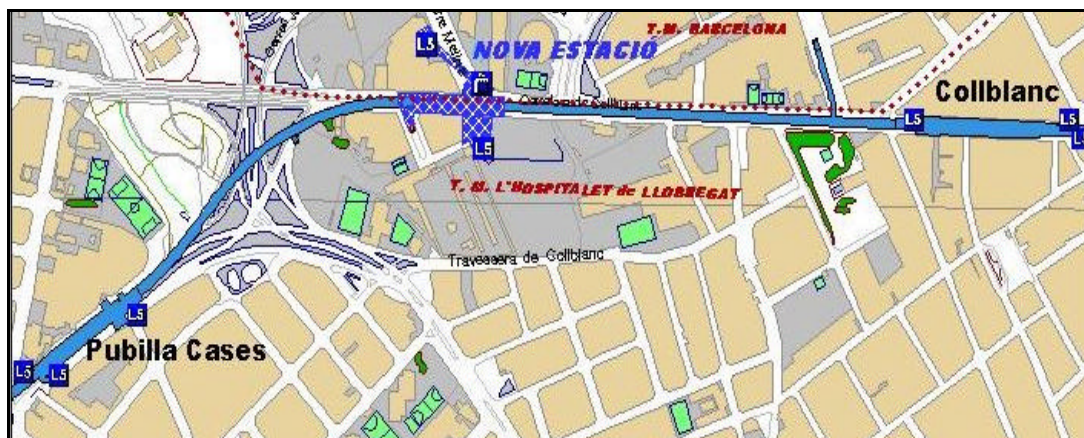 T.M. BARCELONA
L5
NOVA ESTACIÓ
Collblanc
Collblanc
L5
L5
L5
T. M. L'HOSPITALET de LLOBREGAT
Travessera de Collblanc
L5
Pubilla Cases
L5
L5